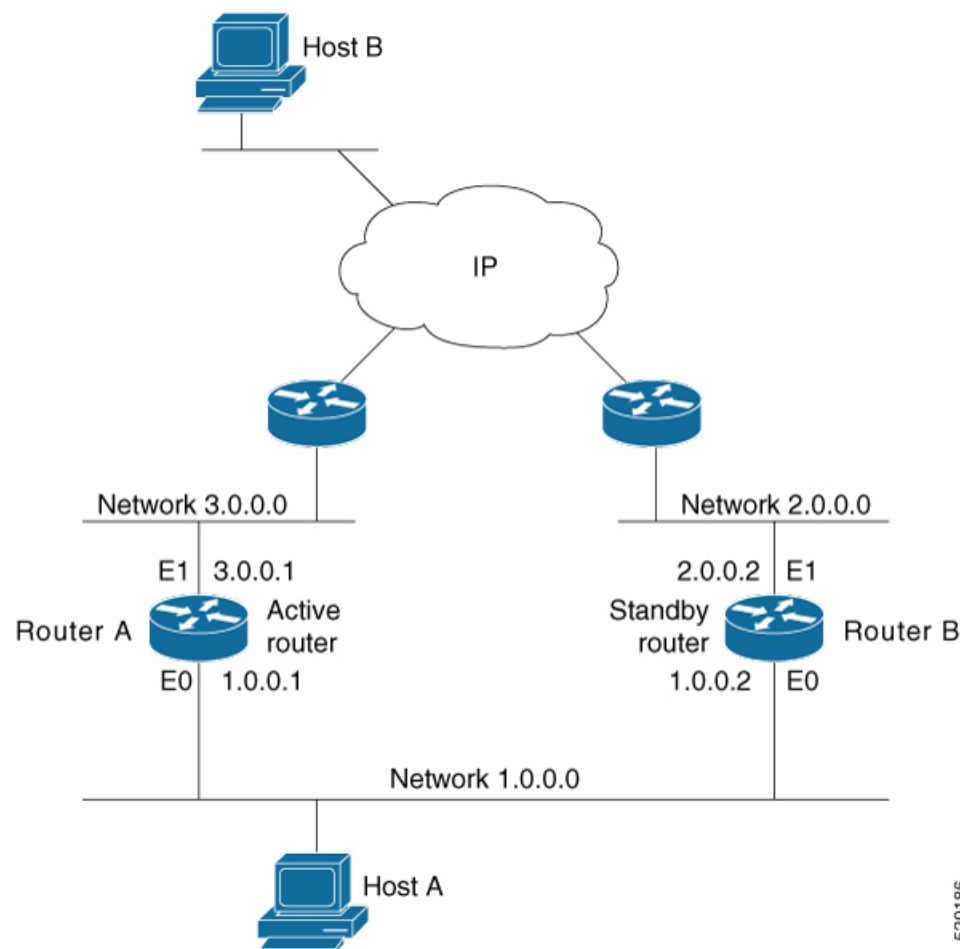 Host B
IP
Network 3.0.0.0
Network 2.0.0.0
E1 3.0.0.1
2.0.0.2 E1
Router A
Active
router
Standby
router
Router B
E0 1.0.0.1
1.0.0.2 E0
Network 1.0.0.0
Host A